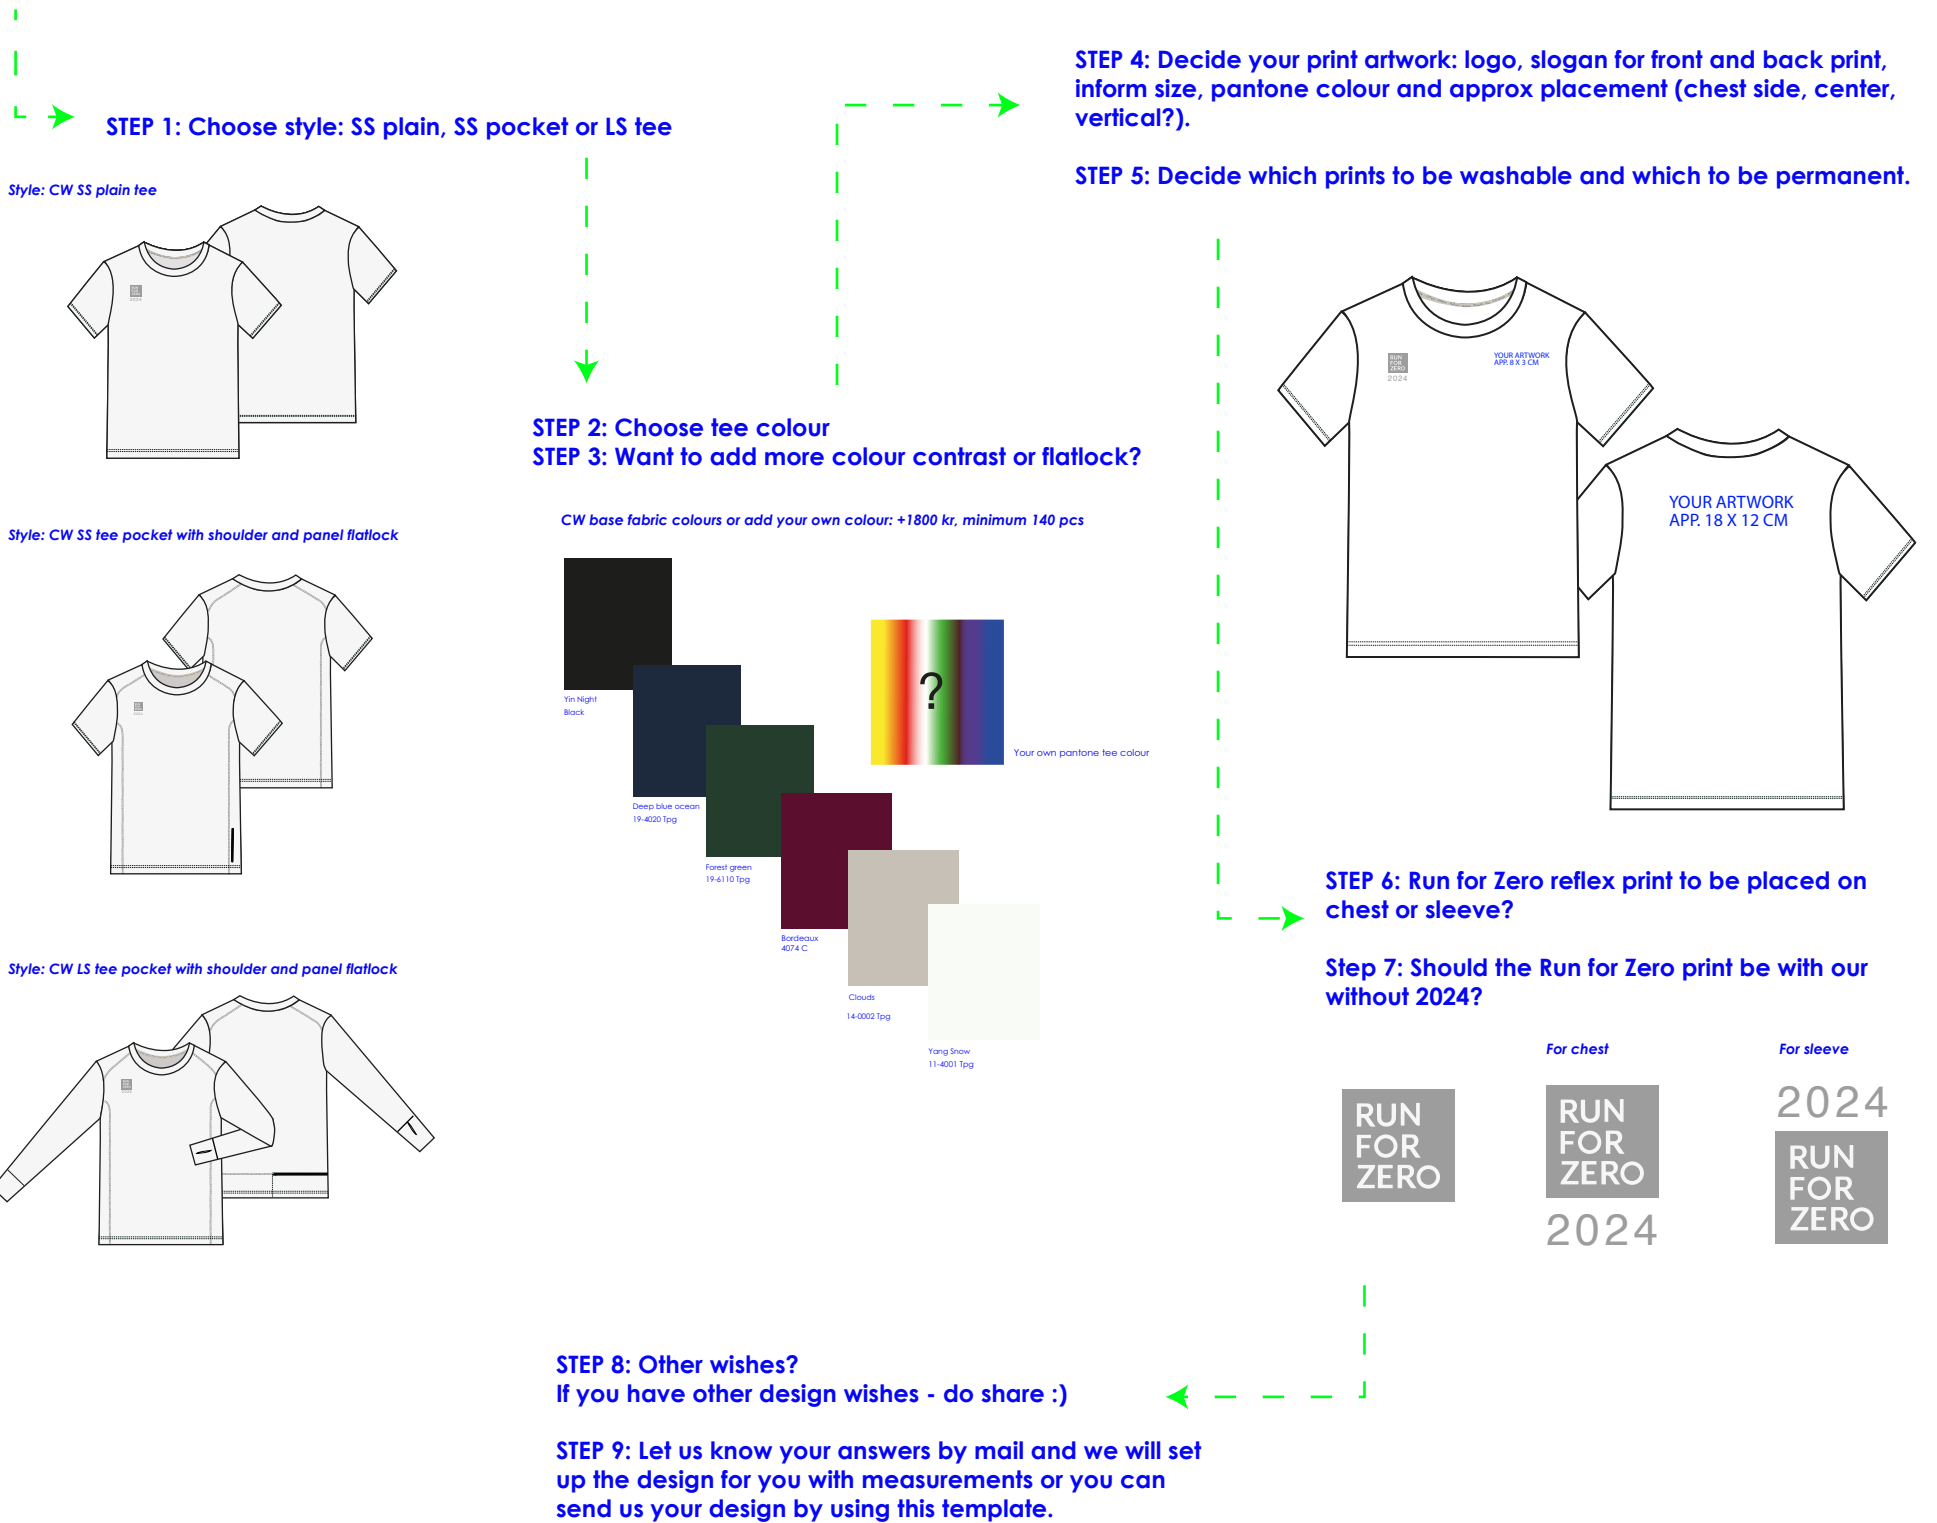 STEP 1: Choose style: SS plain, SS pocket or LS tee
Style: CW SS plain tee
Style: CW SS tee pocket with shoulder and panel flatlock
Style: CW LS tee pocket with shoulder and panel flatlock
STEP 2: Choose tee colour
STEP 3: Want to add more colour contrast or flatlock?
CW base fabric colours or add your own colour: +1800 kr, minimum 140 pcs
Yin Night
Black
Deep blue ocean
19-4020 Tpg
Forest green
19-6110 Tpg
Bordeaux
4074 C
Clouds
14-0002 Tpg
Yang Snow
11-4001 Tpg
?
Your own pantone tee colour
STEP 4: Decide your print artwork: logo, slogan for front and back print,
inform size, pantone colour and approx placement (chest side, center,
vertical?).
STEP 5: Decide which prints to be washable and which to be permanent.
RUN
FOR
ZERO
2024
YOUR ARTWORK
APP. 8 X 3 CM
YOUR ARTWORK
APP. 18 X 12 CM
STEP 6: Run for Zero reflex print to be placed on
chest or sleeve?
Step 7: Should the Run for Zero print be with our
without 2024?
For chest
For sleeve
RUN
FOR
ZERO
RUN
FOR
ZERO
2024
2024
RUN
FOR
ZERO
STEP 8: Other wishes?
If you have other design wishes - do share :)
STEP 9: Let us know your answers by mail and we will set
up the design for you with measurements or you can
send us your design by using this template.